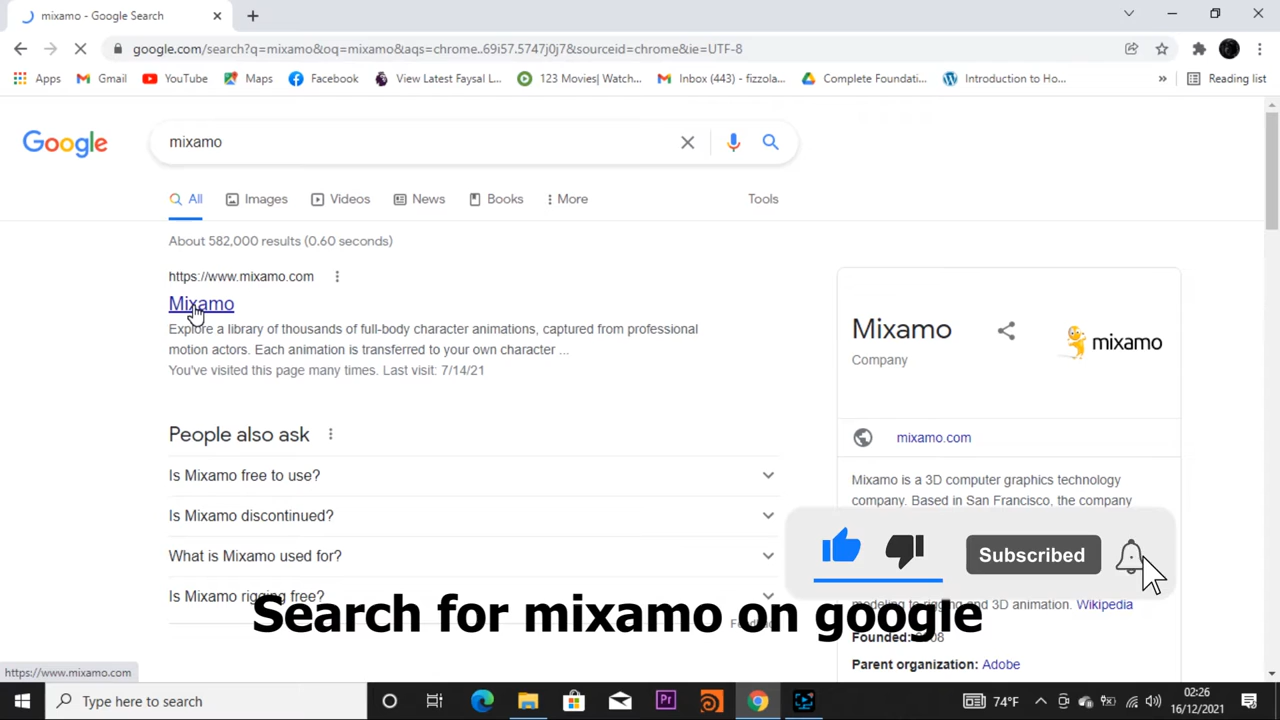 mixamo - Google Search
google.com/search?q=mixamo&oq=mixamo&aqs=chrome..69i57.5747j0j7&sourceid=chrome&ie=UTF-8
Apps Gmail YouTube Maps Facebook View Latest Faysal L... 123 Movies| Watch... Inbox (443) - fizzola... Complete Foundati... Introduction to Ho... » Reading list
Google
mixamo
All Images Videos News Books More Tools
About 582,000 results (0.60 seconds)
https://www.mixamo.com
Mixamo
Explore a library of thousands of full-body character animations, captured from professional
motion actors. Each animation is transferred to your own character ...
You've visited this page many times. Last visit: 7/14/21
People also ask
Is Mixamo free to use?
Is Mixamo discontinued?
What is Mixamo used for?
Is Mixamo rigging free?
Mixamo
Company
mixamo
mixamo.com
Mixamo is a 3D computer graphics technology
company. Based in San Francisco, the company
modeling to rigging and 3D animation. Wikipedia
Founded:
Parent organization: Adobe
Subscribed
Search for mixamo on google
https://www.mixamo.com
Type here to search
Pr
74°F
02:26
16/12/2021